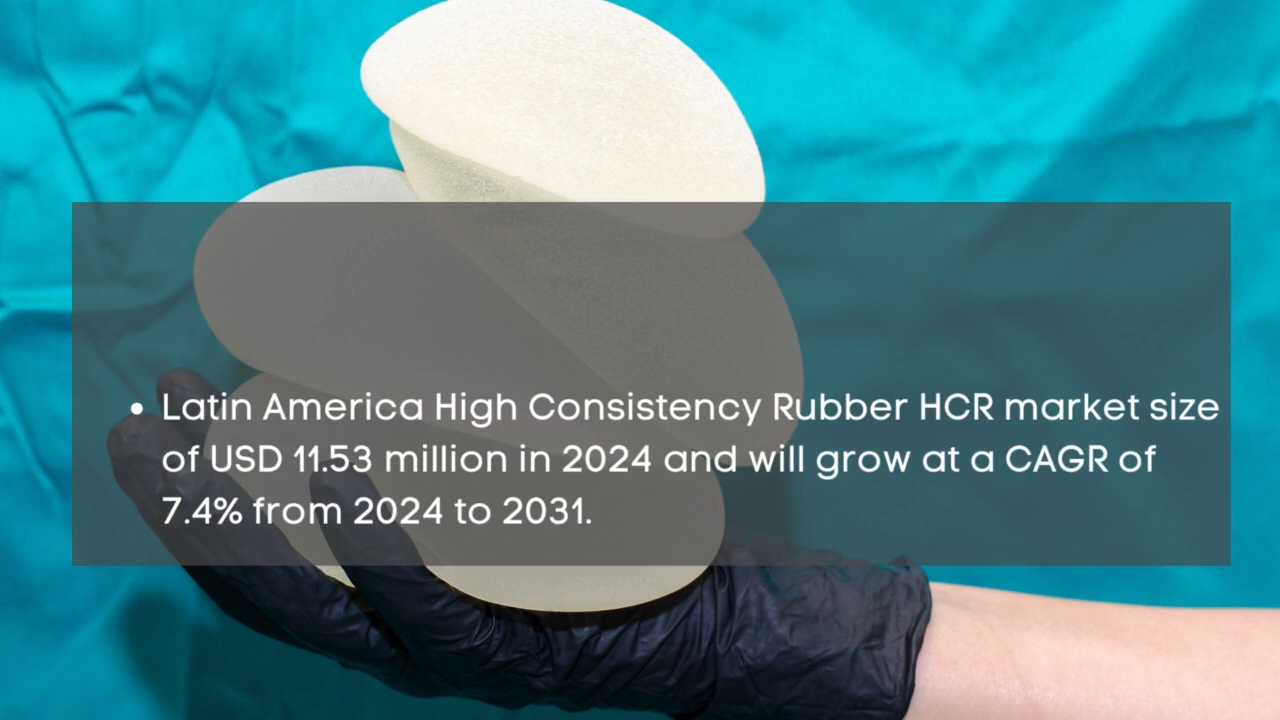 • Latin America High Consistency Rubber HCR market size
of USD 11.53 million in 2024 and will grow at a CAGR of
7.4% from 2024 to 2031.